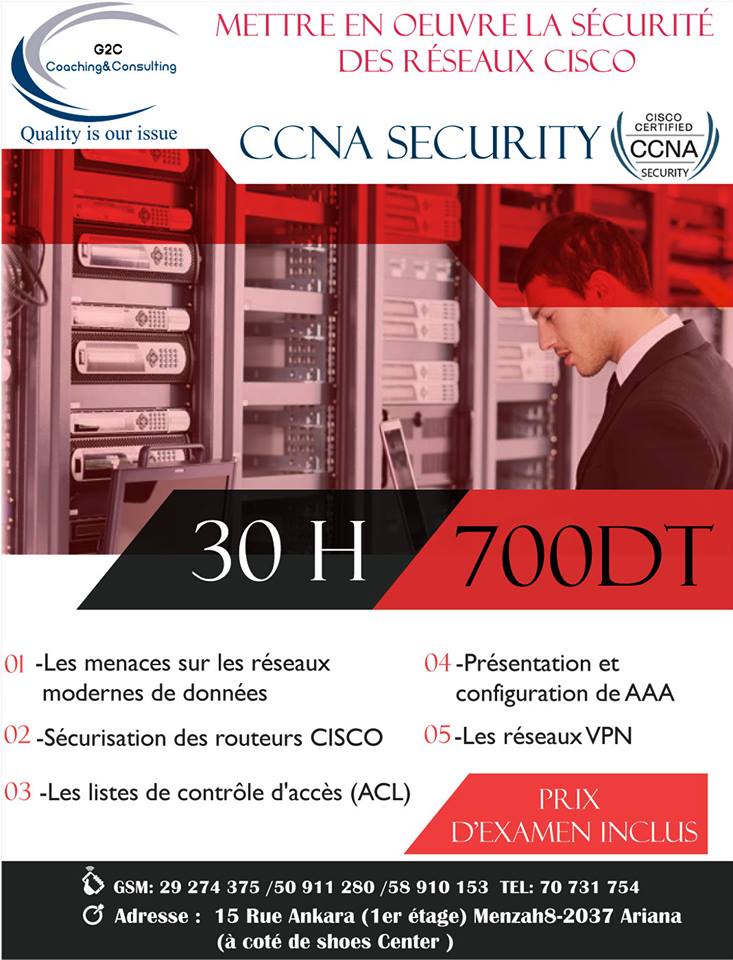 G2C
Coaching&Consulting
Quality is our issue
METTRE EN OEUVRE LA SÉCURITÉ
DES RÉSEAUX CISCO
CCNA SECURITY
CISCO
CERTIFIED
CCNA
SECURITY
30 H
700DT
01 -Les menaces sur les réseaux
modernes de données
02 -Sécurisation des routeurs CISCO
03 -Les listes de contrôle d'accès (ACL)
04 -Présentation et
configuration de AAA
05 -Les réseaux VPN
PRIX
D'EXAMEN INCLUS
GSM: 29 274 375 /50 911 280 /58 910 153 TEL: 70 731 754
Adresse : 15 Rue Ankara (1er étage) Menzah8-2037 Ariana
(à coté de shoes Center )